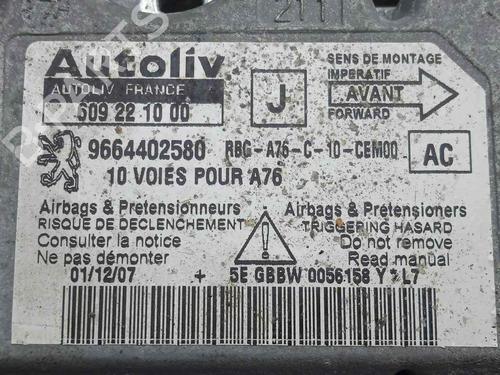 2111
Autoliv
AUTOLIV FRANCE
609 22 10 00
J
SENS DE MONTAGE
IMPERATIF
AVANT
FORWARD
9664402580 RBG-A76-C-10-CEM00 AC
10 VOIES POUR A76
Airbags & Pretensionneurs
RISQUE DE DECLENCHEMENT
Consulter la notice
Ne pas démonter
Airbags & Pretensioners
TRIGGERING HASARD
Do not remove
Read manual
01/12/07 + 5E GBBW 0056158 Y L7